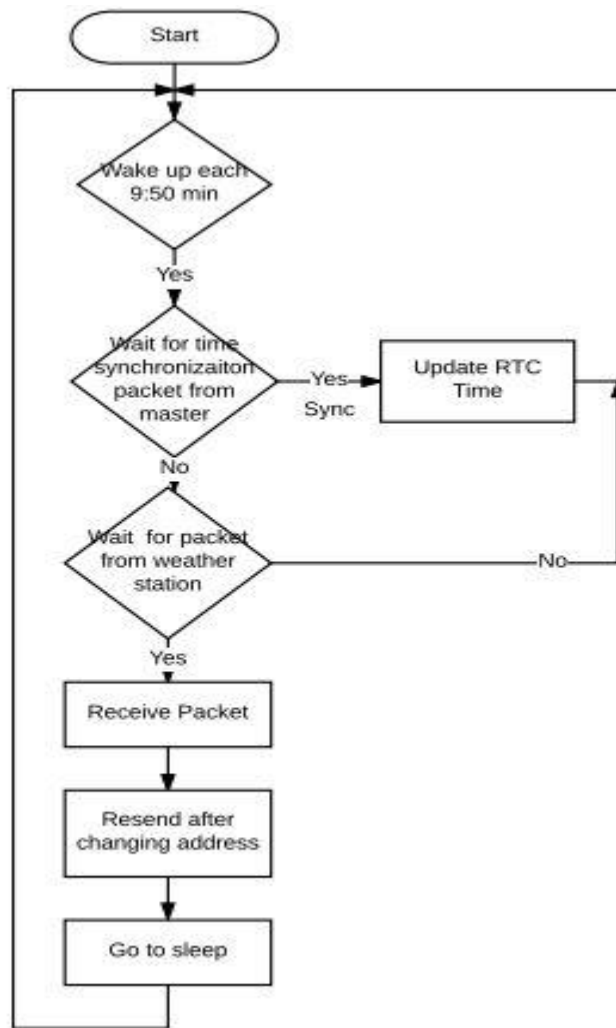 Start
Wake up each
9:50 min
Yes
Wait for time
synchronizaiton
packet from
master
Yes
Sync
Update RTC
Time
No
Wait for packet
from weather
station
No
Yes
Receive Packet
Resend after
changing address
Go to sleep